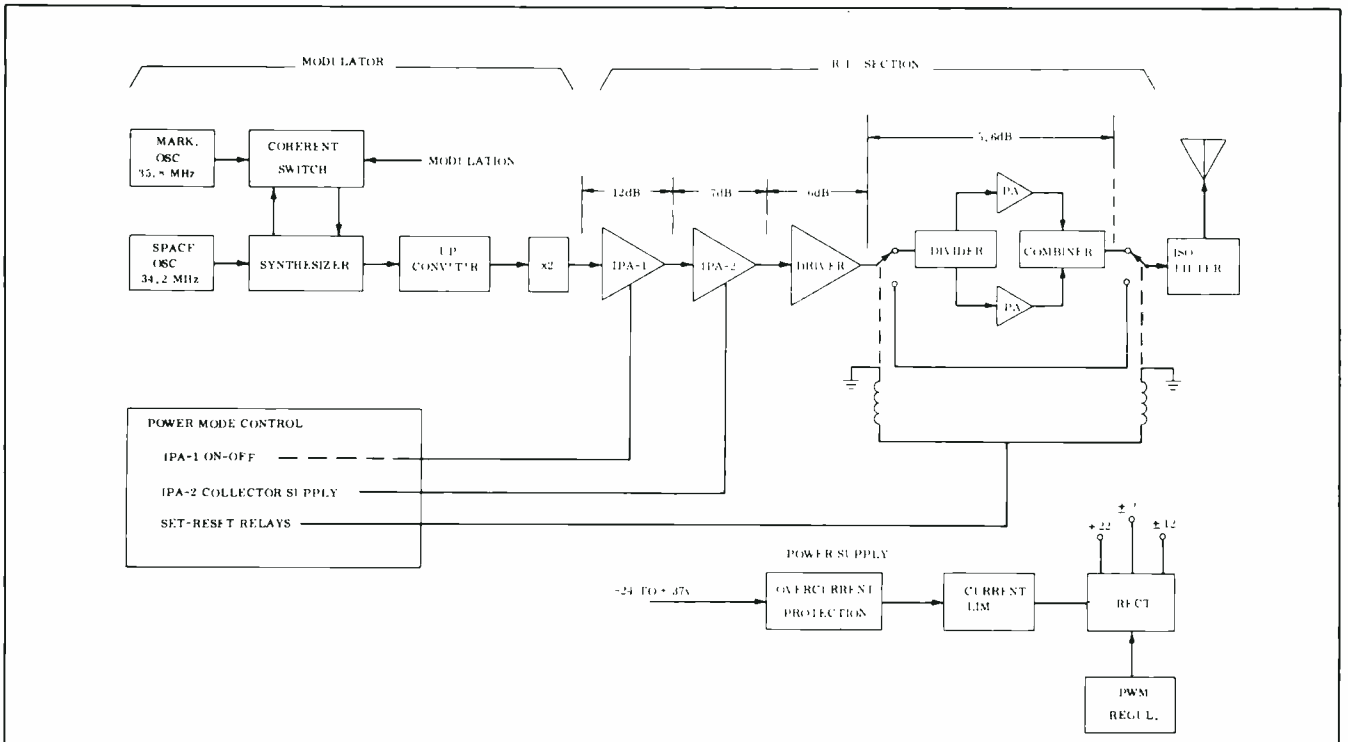 MODULATOR
R F SECTION
MARK.
OSC
35.8 MHz
COHERENT
SWITCH
MODULATION
5.6dB
12dB
7dB
6dB
SPACE
OSC
34.2 MHz
SYNTHESIZER
UP
CONV'T'R
x2
IPA-1
IPA-2
DRIVER
DIVIDER
PA
PA
COMBINER
ISO
FILTER
POWER MODE CONTROL
IPA-1 ON-OFF
IPA-2 COLLECTOR SUPPLY
SET-RESET RELAYS
POWER SUPPLY
+22
±12
OVERCURRENT
PROTECTION
CURRENT
LIM
RECT
PWM
REGUL.